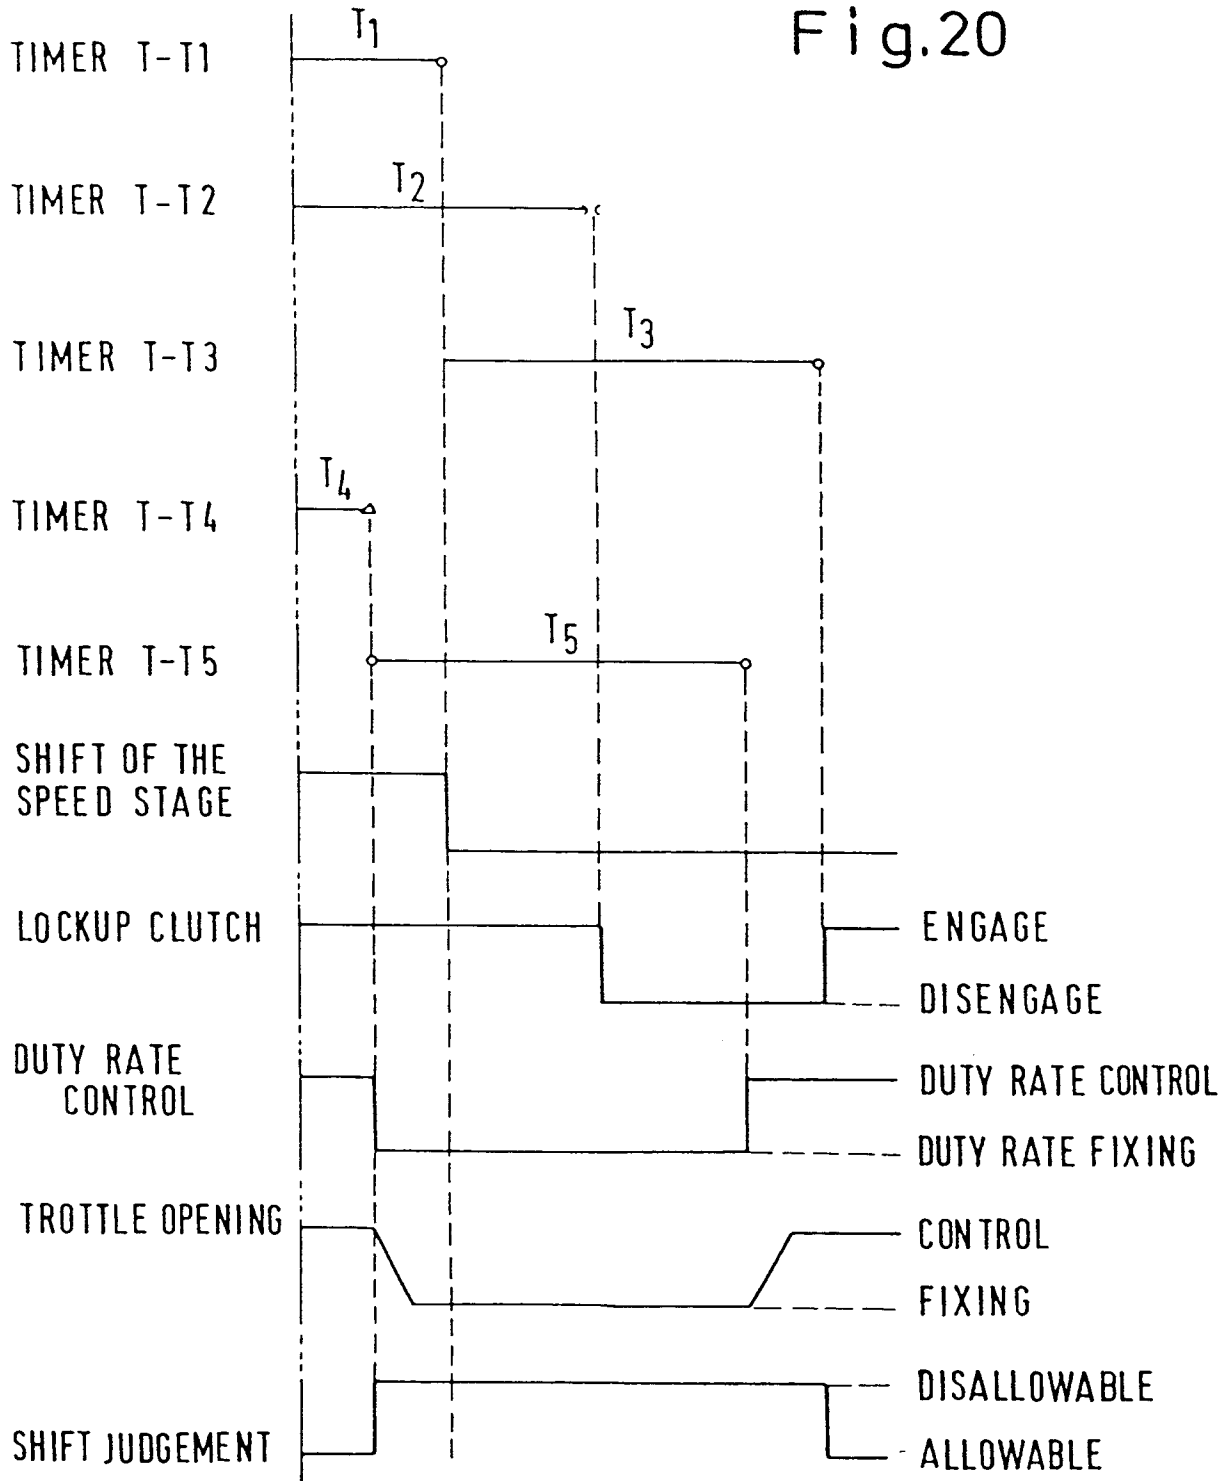 Fig.20
TIMER T-T1
T1
TIMER T-T2
T2
TIMER T-T3
T3
TIMER T-T4
T4
TIMER T-T5
T5
SHIFT OF THE
SPEED STAGE
LOCKUP CLUTCH
ENGAGE
DISENGAGE
DUTY RATE
CONTROL
DUTY RATE CONTROL
DUTY RATE FIXING
TROTTLE OPENING
CONTROL
FIXING
DISALLOWABLE
SHIFT JUDGEMENT
ALLOWABLE